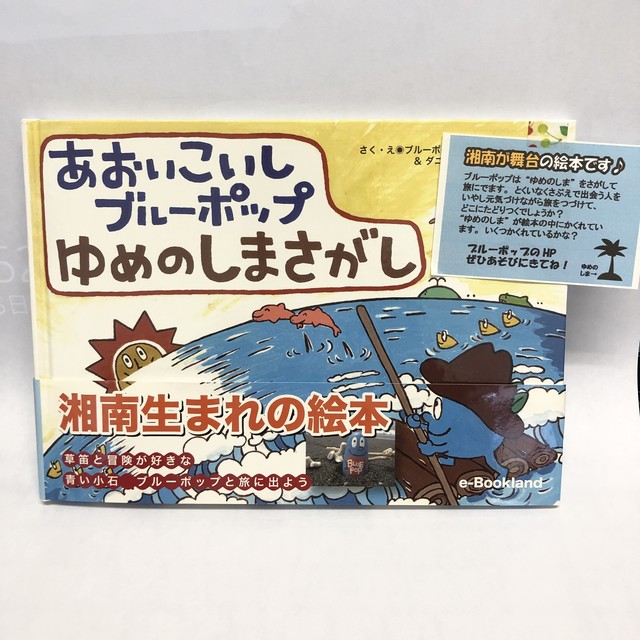 あおいこいし
ブルーポップ
ゆめのしまさがし
さく・え◉ブルーポ
& ダニ
湘南が舞台の絵本です♪
ブルーポップは“ゆめのしま”をさがして
旅にでます。とくいなくさぶえで出会う人を
いやし元気づけながら旅をつづけて、
どこにたどりつくでしょうか？
“ゆめのしま”が絵本の中にかくれてい
ます。いくつかくれているかな？
ブルーポップのHP
ぜひあそびにきてね！
ゆめの
しま→
湘南生まれの絵本
草笛と冒険が好きな
青い小石 ブルーポップと旅に出よう
BLUE
POP
e-Bookland